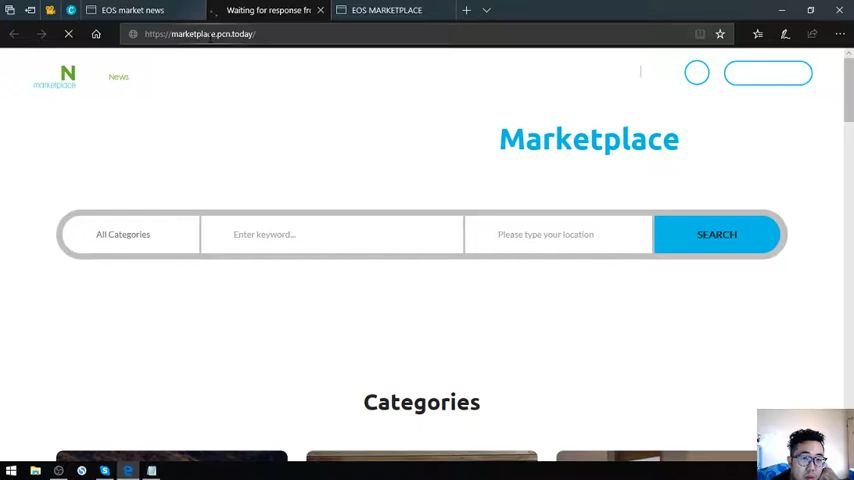 EOS market news
Waiting for response fr
EOS MARKETPLACE
https://marketplace.pcn.today/
N
marketplace
News
Marketplace
All Categories
Enter keyword...
Please type your location
SEARCH
Categories